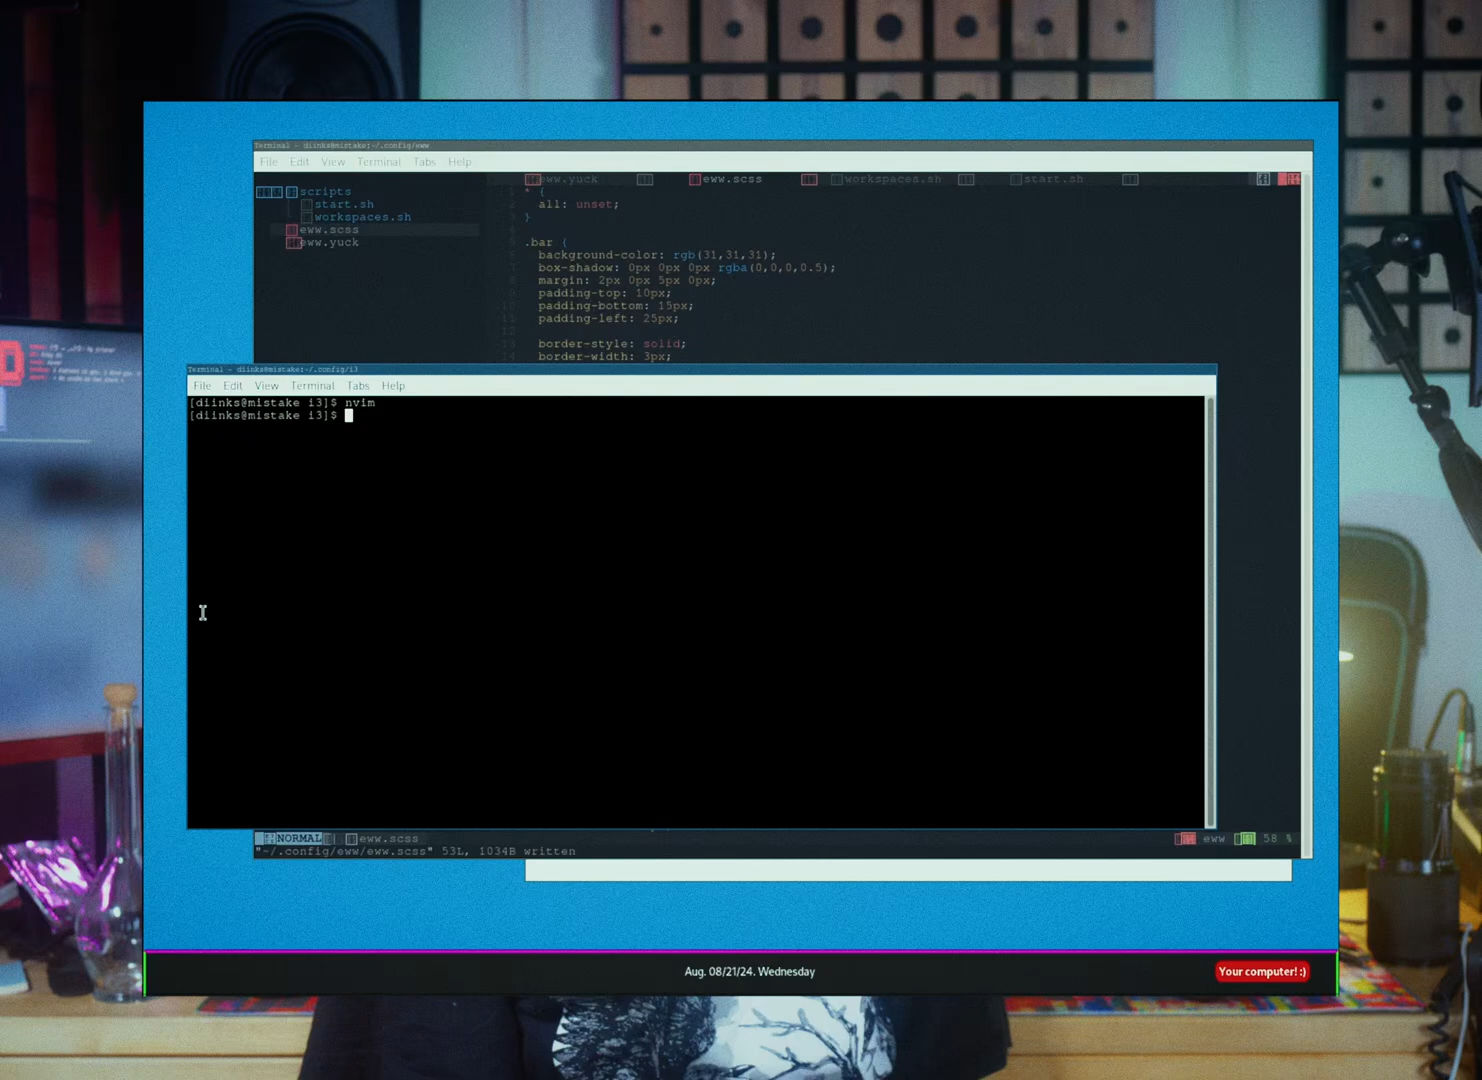 Terminal - diinks@mistake:~/.config/eww
File Edit View Terminal Tabs Help
eww.yuck eww.scss workspaces.sh start.sh
scripts
start.sh
workspaces.sh
eww.scss
eww.yuck
* {
all: unset;
}
.bar {
background-color: rgb(31,31,31);
box-shadow: 0px 0px 0px rgba(0,0,0,0.5);
margin: 2px 0px 5px 0px;
padding-top: 10px;
padding-bottom: 15px;
padding-left: 25px;
border-style: solid;
border-width: 3px;
Terminal - diinks@mistake:~/.config/i3
File Edit View Terminal Tabs Help
[diinks@mistake i3]$ nvim
[diinks@mistake i3]$
NORMAL eww.scss eww 58 %
"~/.config/eww/eww.scss" 53L, 1034B written
Aug. 08/21/24. Wednesday
Your computer! :)